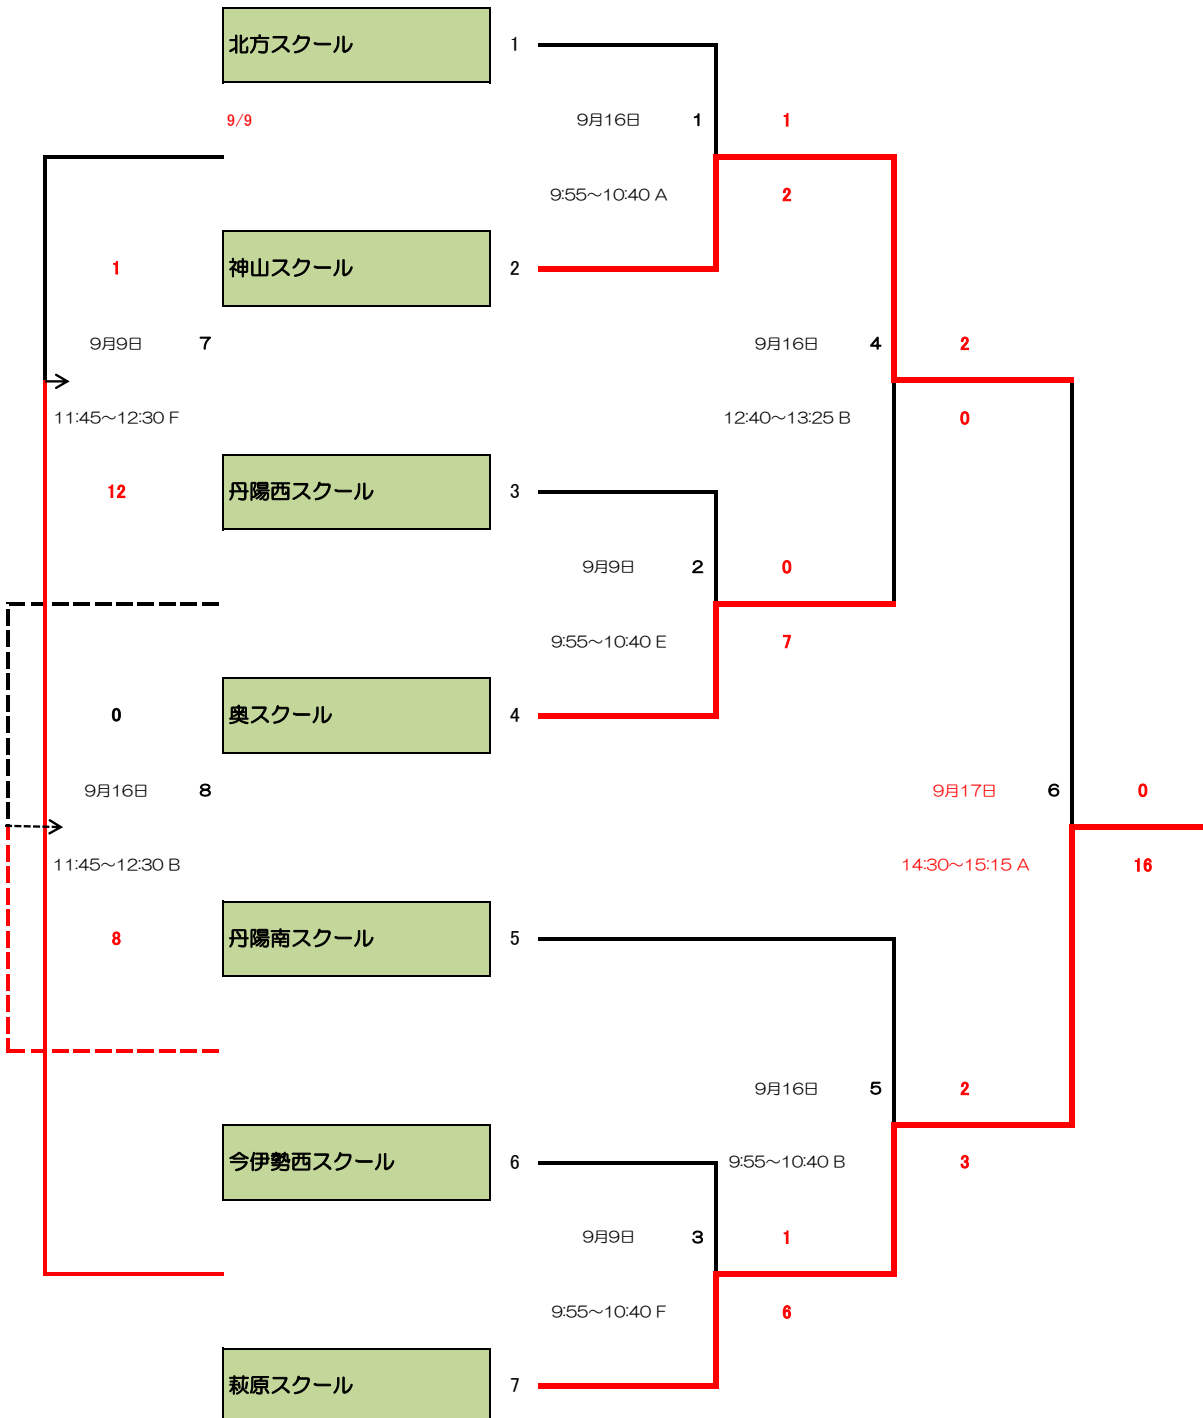 北方スクール 1
9/9 9月16日 1 1
9:55～10:40 A 2
1 神山スクール 2
9月9日 7 9月16日 4 2
11:45～12:30 F 12:40～13:25 B 0
12 丹陽西スクール 3
9月9日 2 0
9:55～10:40 E 7
0 奥スクール 4
9月16日 8 9月17日 6 0
11:45～12:30 B 14:30～15:15 A 16
8 丹陽南スクール 5
9月16日 5 2
今伊勢西スクール 6 9:55～10:40 B 3
9月9日 3 1
9:55～10:40 F 6
萩原スクール 7